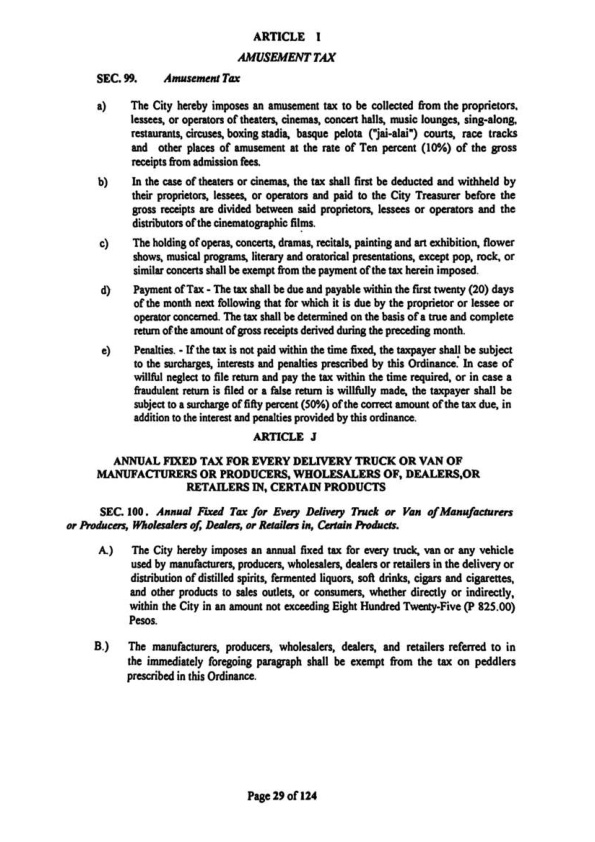 ARTICLE I
AMUSEMENT TAX
SEC. 99. Amusement Tax
a) The City hereby imposes an amusement tax to be collected from the proprietors,
lessees, or operators of theaters, cinemas, concert halls, music lounges, sing-along,
restaurants, circuses, boxing stadia, basque pelota ("jai-alai") courts, race tracks
and other places of amusement at the rate of Ten percent (10%) of the gross
receipts from admission fees.
b) In the case of theaters or cinemas, the tax shall first be deducted and withheld by
their proprietors, lessees, or operators and paid to the City Treasurer before the
gross receipts are divided between said proprietors, lessees or operators and the
distributors of the cinematographic films.
c) The holding of operas, concerts, dramas, recitals, painting and art exhibition, flower
shows, musical programs, literary and oratorical presentations, except pop, rock, or
similar concerts shall be exempt from the payment of the tax herein imposed.
d) Payment of Tax - The tax shall be due and payable within the first twenty (20) days
of the month next following that for which it is due by the proprietor or lessee or
operator concerned. The tax shall be determined on the basis of a true and complete
return of the amount of gross receipts derived during the preceding month.
e) Penalties. - If the tax is not paid within the time fixed, the taxpayer shall be subject
to the surcharges, interests and penalties prescribed by this Ordinance. In case of
willful neglect to file return and pay the tax within the time required, or in case a
fraudulent return is filed or a false return is willfully made, the taxpayer shall be
subject to a surcharge of fifty percent (50%) of the correct amount of the tax due, in
addition to the interest and penalties provided by this ordinance.
ARTICLE J
ANNUAL FIXED TAX FOR EVERY DELIVERY TRUCK OR VAN OF
MANUFACTURERS OR PRODUCERS, WHOLESALERS OF, DEALERS,OR
RETAILERS IN, CERTAIN PRODUCTS
SEC. 100. Annual Fixed Tax for Every Delivery Truck or Van of Manufacturers
or Producers, Wholesalers of, Dealers, or Retailers in, Certain Products.
A.) The City hereby imposes an annual fixed tax for every truck, van or any vehicle
used by manufacturers, producers, wholesalers, dealers or retailers in the delivery or
distribution of distilled spirits, fermented liquors, soft drinks, cigars and cigarettes,
and other products to sales outlets, or consumers, whether directly or indirectly,
within the City in an amount not exceeding Eight Hundred Twenty-Five (P 825.00)
Pesos.
B.) The manufacturers, producers, wholesalers, dealers, and retailers referred to in
the immediately foregoing paragraph shall be exempt from the tax on peddlers
prescribed in this Ordinance.
Page 29 of 124